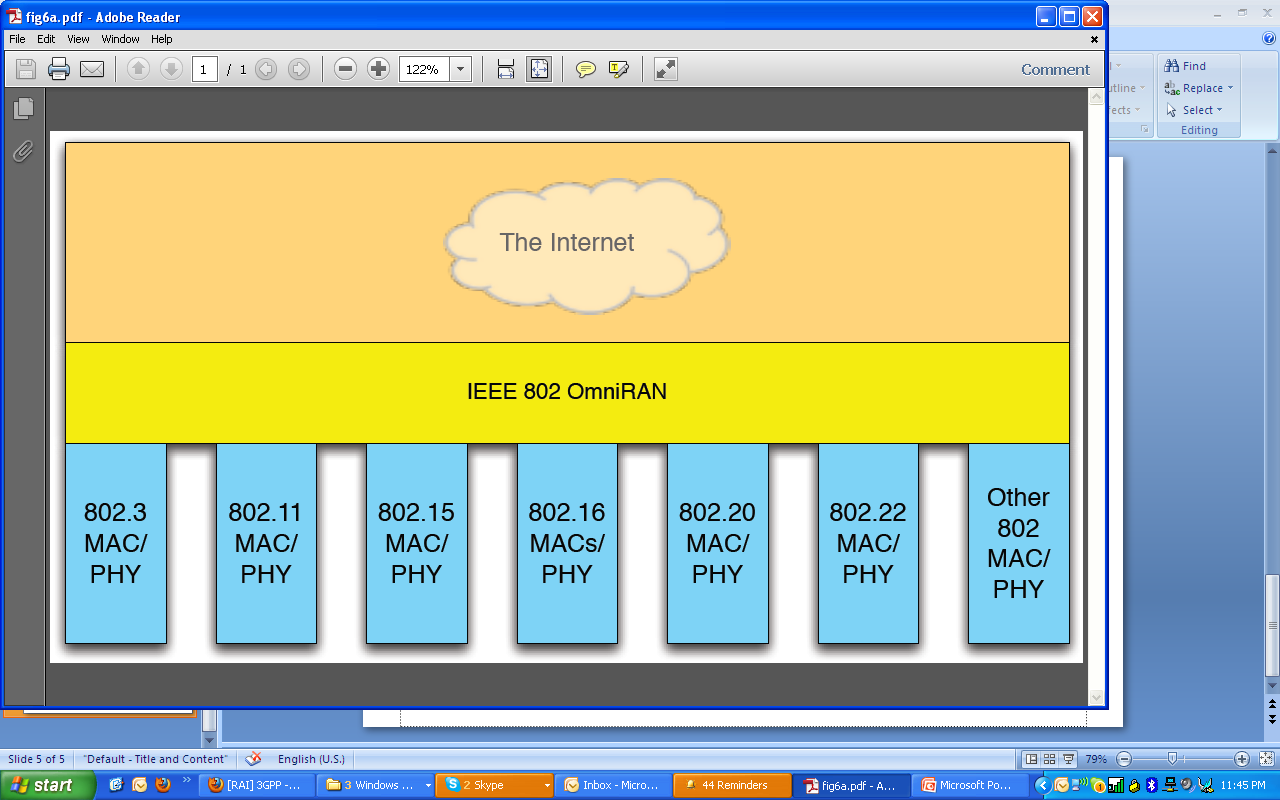 fig6a.pdf - Adobe Reader
File Edit View Window Help
1 / 1 122% Comment
Find
Replace
Select
Editing
The Internet
IEEE 802 OmniRAN
802.3
MAC/
PHY
802.11
MAC/
PHY
802.15
MAC/
PHY
802.16
MACs/
PHY
802.20
MAC/
PHY
802.22
MAC/
PHY
Other
802
MAC/
PHY
Slide 5 of 5 "Default - Title and Content" English (U.S.) 79%
start [RAI] 3GPP -... 3 Windows ... 2 Skype Inbox - Micro... 44 Reminders fig6a.pdf - A... Microsoft Po... 11:45 PM